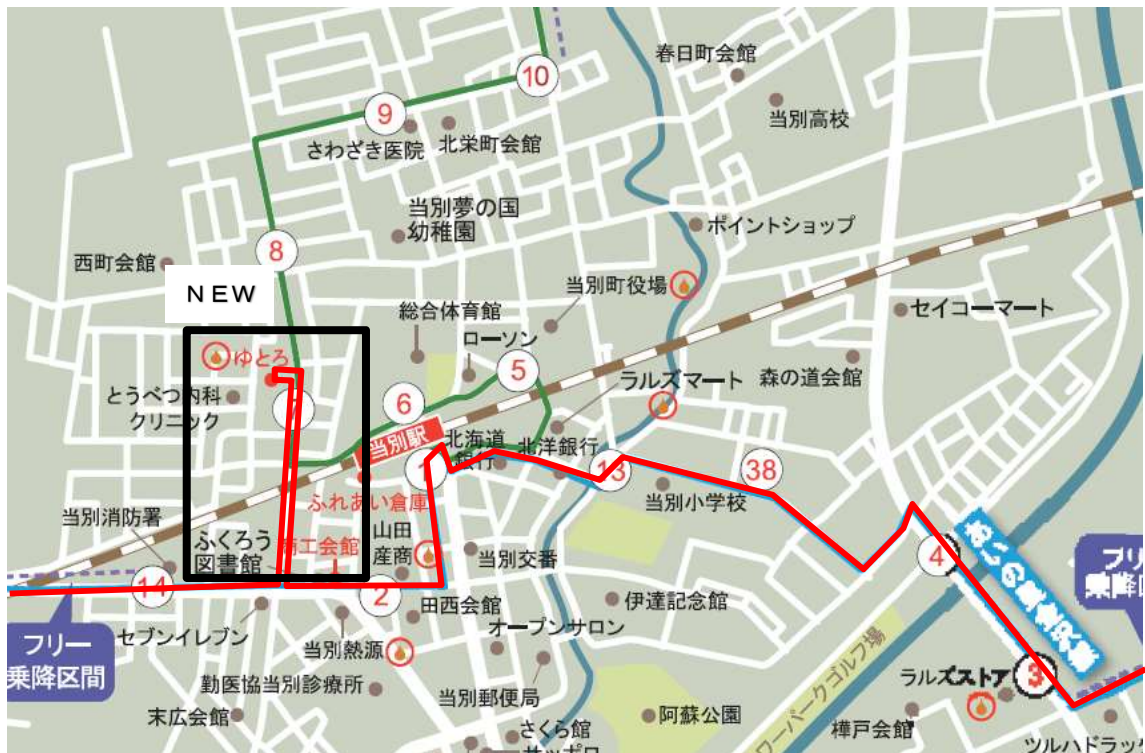 春日町会館
10
9
当別高校
さわざき医院
北栄町会館
当別夢の国
幼稚園
ポイントショップ
8
西町会館
当別町役場
NEW
総合体育館
セイコーマート
ローソン
ゆとろ
5
ラルズマート
森の道会館
とうべつ内科
クリニック
6
当別駅
北海道
銀行
北洋銀行
1
13
38
ふれあい倉庫
当別小学校
当別消防署
ふくろう
図書館
商工会館
山田
産商
当別交番
4
14
2
田西会館
伊達記念館
フリー
乗降区間
セブンイレブン
当別熱源
オープンサロン
勤医協当別診療所
当別郵便局
ラルズストア
3
末広会館
さくら館
阿蘇公園
樺戸会館